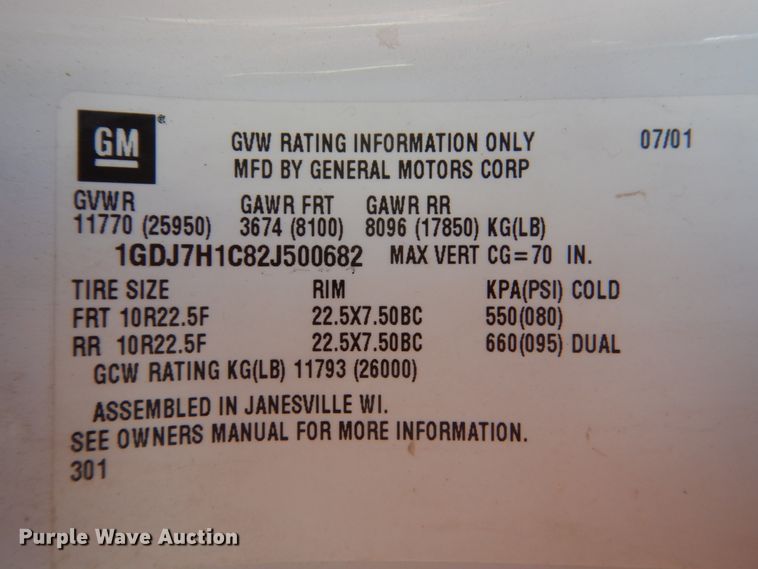 GM ® GVW RATING INFORMATION ONLY 07/01
MFD BY GENERAL MOTORS CORP
GVWR GAWR FRT GAWR RR
11770 (25950) 3674 (8100) 8096 (17850) KG(LB)
1GDJ7H1C82J500682 MAX VERT CG=70 IN.
TIRE SIZE RIM KPA(PSI) COLD
FRT 10R22.5F 22.5X7.50BC 550(080)
RR 10R22.5F 22.5X7.50BC 660(095) DUAL
GCW RATING KG(LB) 11793 (26000)
ASSEMBLED IN JANESVILLE WI.
SEE OWNERS MANUAL FOR MORE INFORMATION.
301
Purple Wave Auction